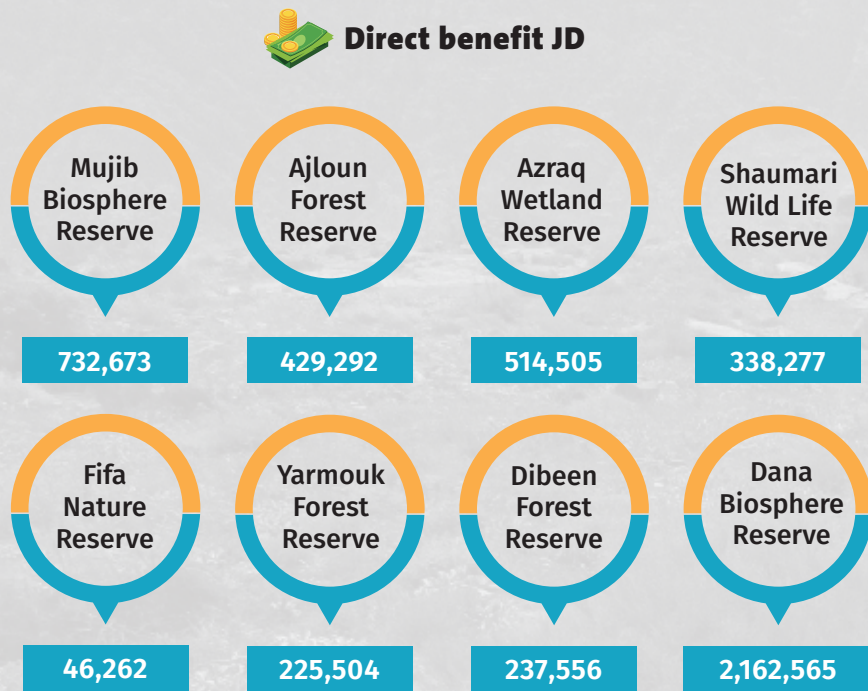 Direct benefit JD
Mujib
Biosphere
Reserve
732,673
Ajloun
Forest
Reserve
429,292
Azraq
Wetland
Reserve
514,505
Shaumari
Wild Life
Reserve
338,277
Fifa
Nature
Reserve
46,262
Yarmouk
Forest
Reserve
225,504
Dibeen
Forest
Reserve
237,556
Dana
Biosphere
Reserve
2,162,565